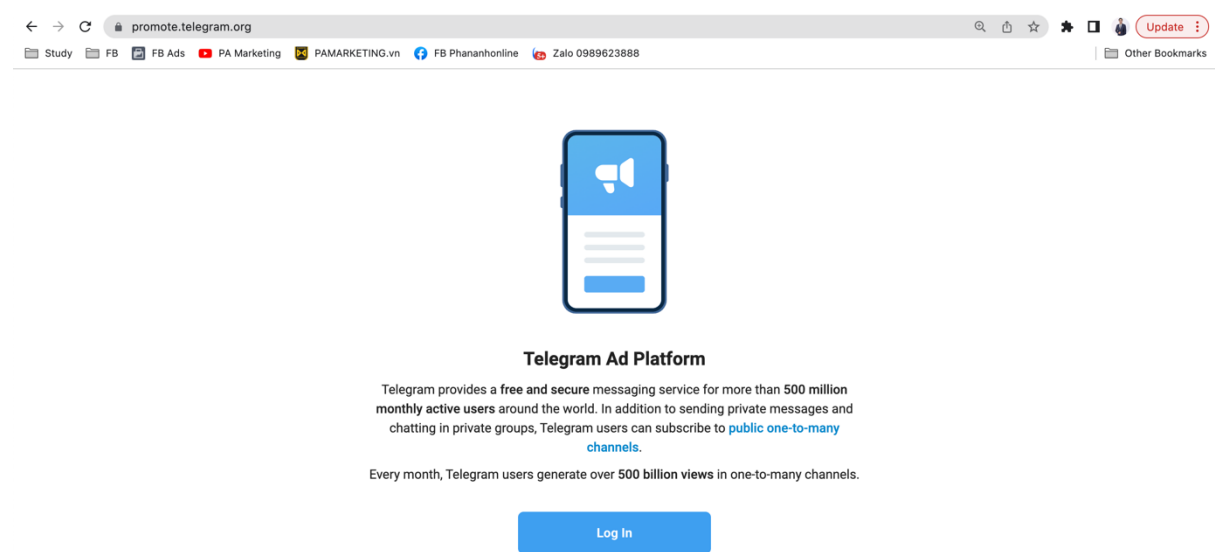 promote.telegram.org
Update
Study FB FB Ads PA Marketing PAMARKETING.vn FB Phananhonline Zalo 0989623888 Other Bookmarks
Telegram Ad Platform
Telegram provides a free and secure messaging service for more than 500 million
monthly active users around the world. In addition to sending private messages and
chatting in private groups, Telegram users can subscribe to public one-to-many
channels.
Every month, Telegram users generate over 500 billion views in one-to-many channels.
Log In